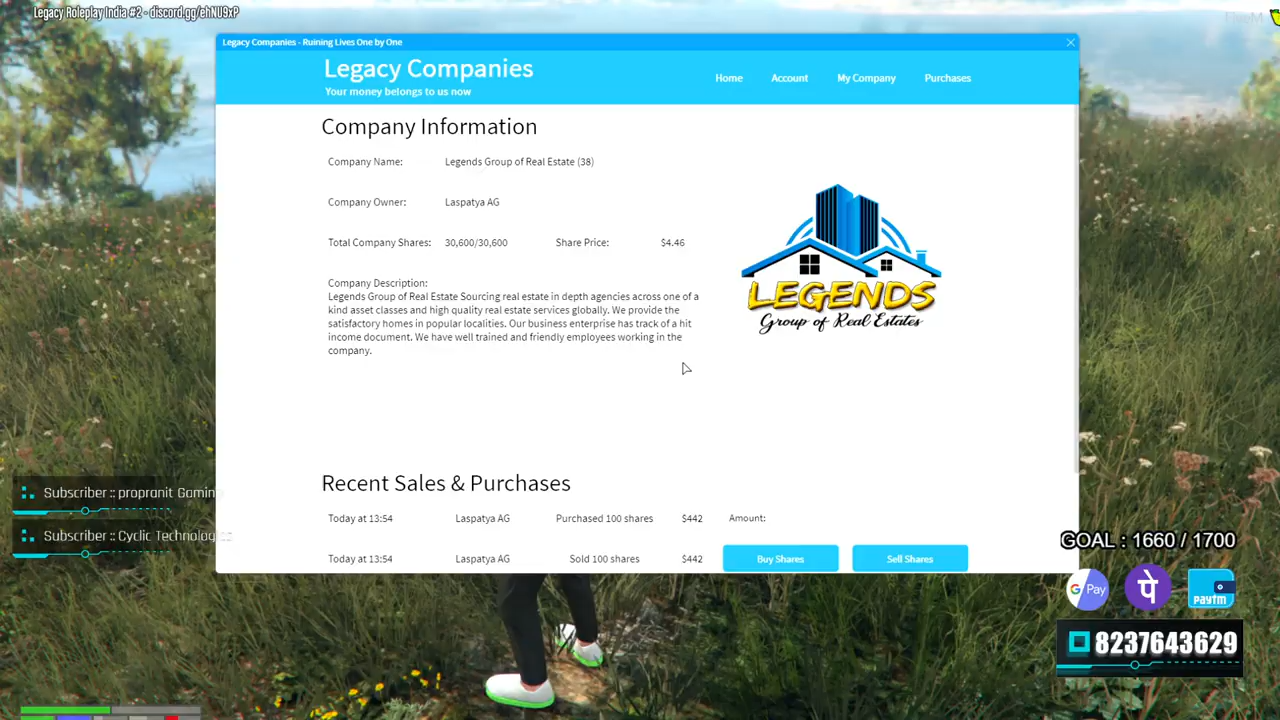 Legacy Roleplay India #2 - discord.gg/ehNU9xP
FiveM
Legacy Companies - Ruining Lives One by One
Legacy Companies
Your money belongs to us now
Home Account My Company Purchases
Company Information
Company Name: Legends Group of Real Estate (38)
Company Owner: Laspatya AG
Total Company Shares: 30,600/30,600 Share Price: $4.46
Company Description:
Legends Group of Real Estate Sourcing real estate in depth agencies across one of a
kind asset classes and high quality real estate services globally. We provide the
satisfactory homes in popular localities. Our business enterprise has track of a hit
income document. We have well trained and friendly employees working in the
company.
LEGENDS
Group of Real Estates
Recent Sales & Purchases
Today at 13:54 Laspatya AG Purchased 100 shares $442 Amount:
Today at 13:54 Laspatya AG Sold 100 shares $442 Buy Shares Sell Shares
Subscriber :: propranit Gaming
Subscriber :: Cyclic Technologiez
GOAL : 1660 / 1700
G Pay
पे
paytm
8237643629